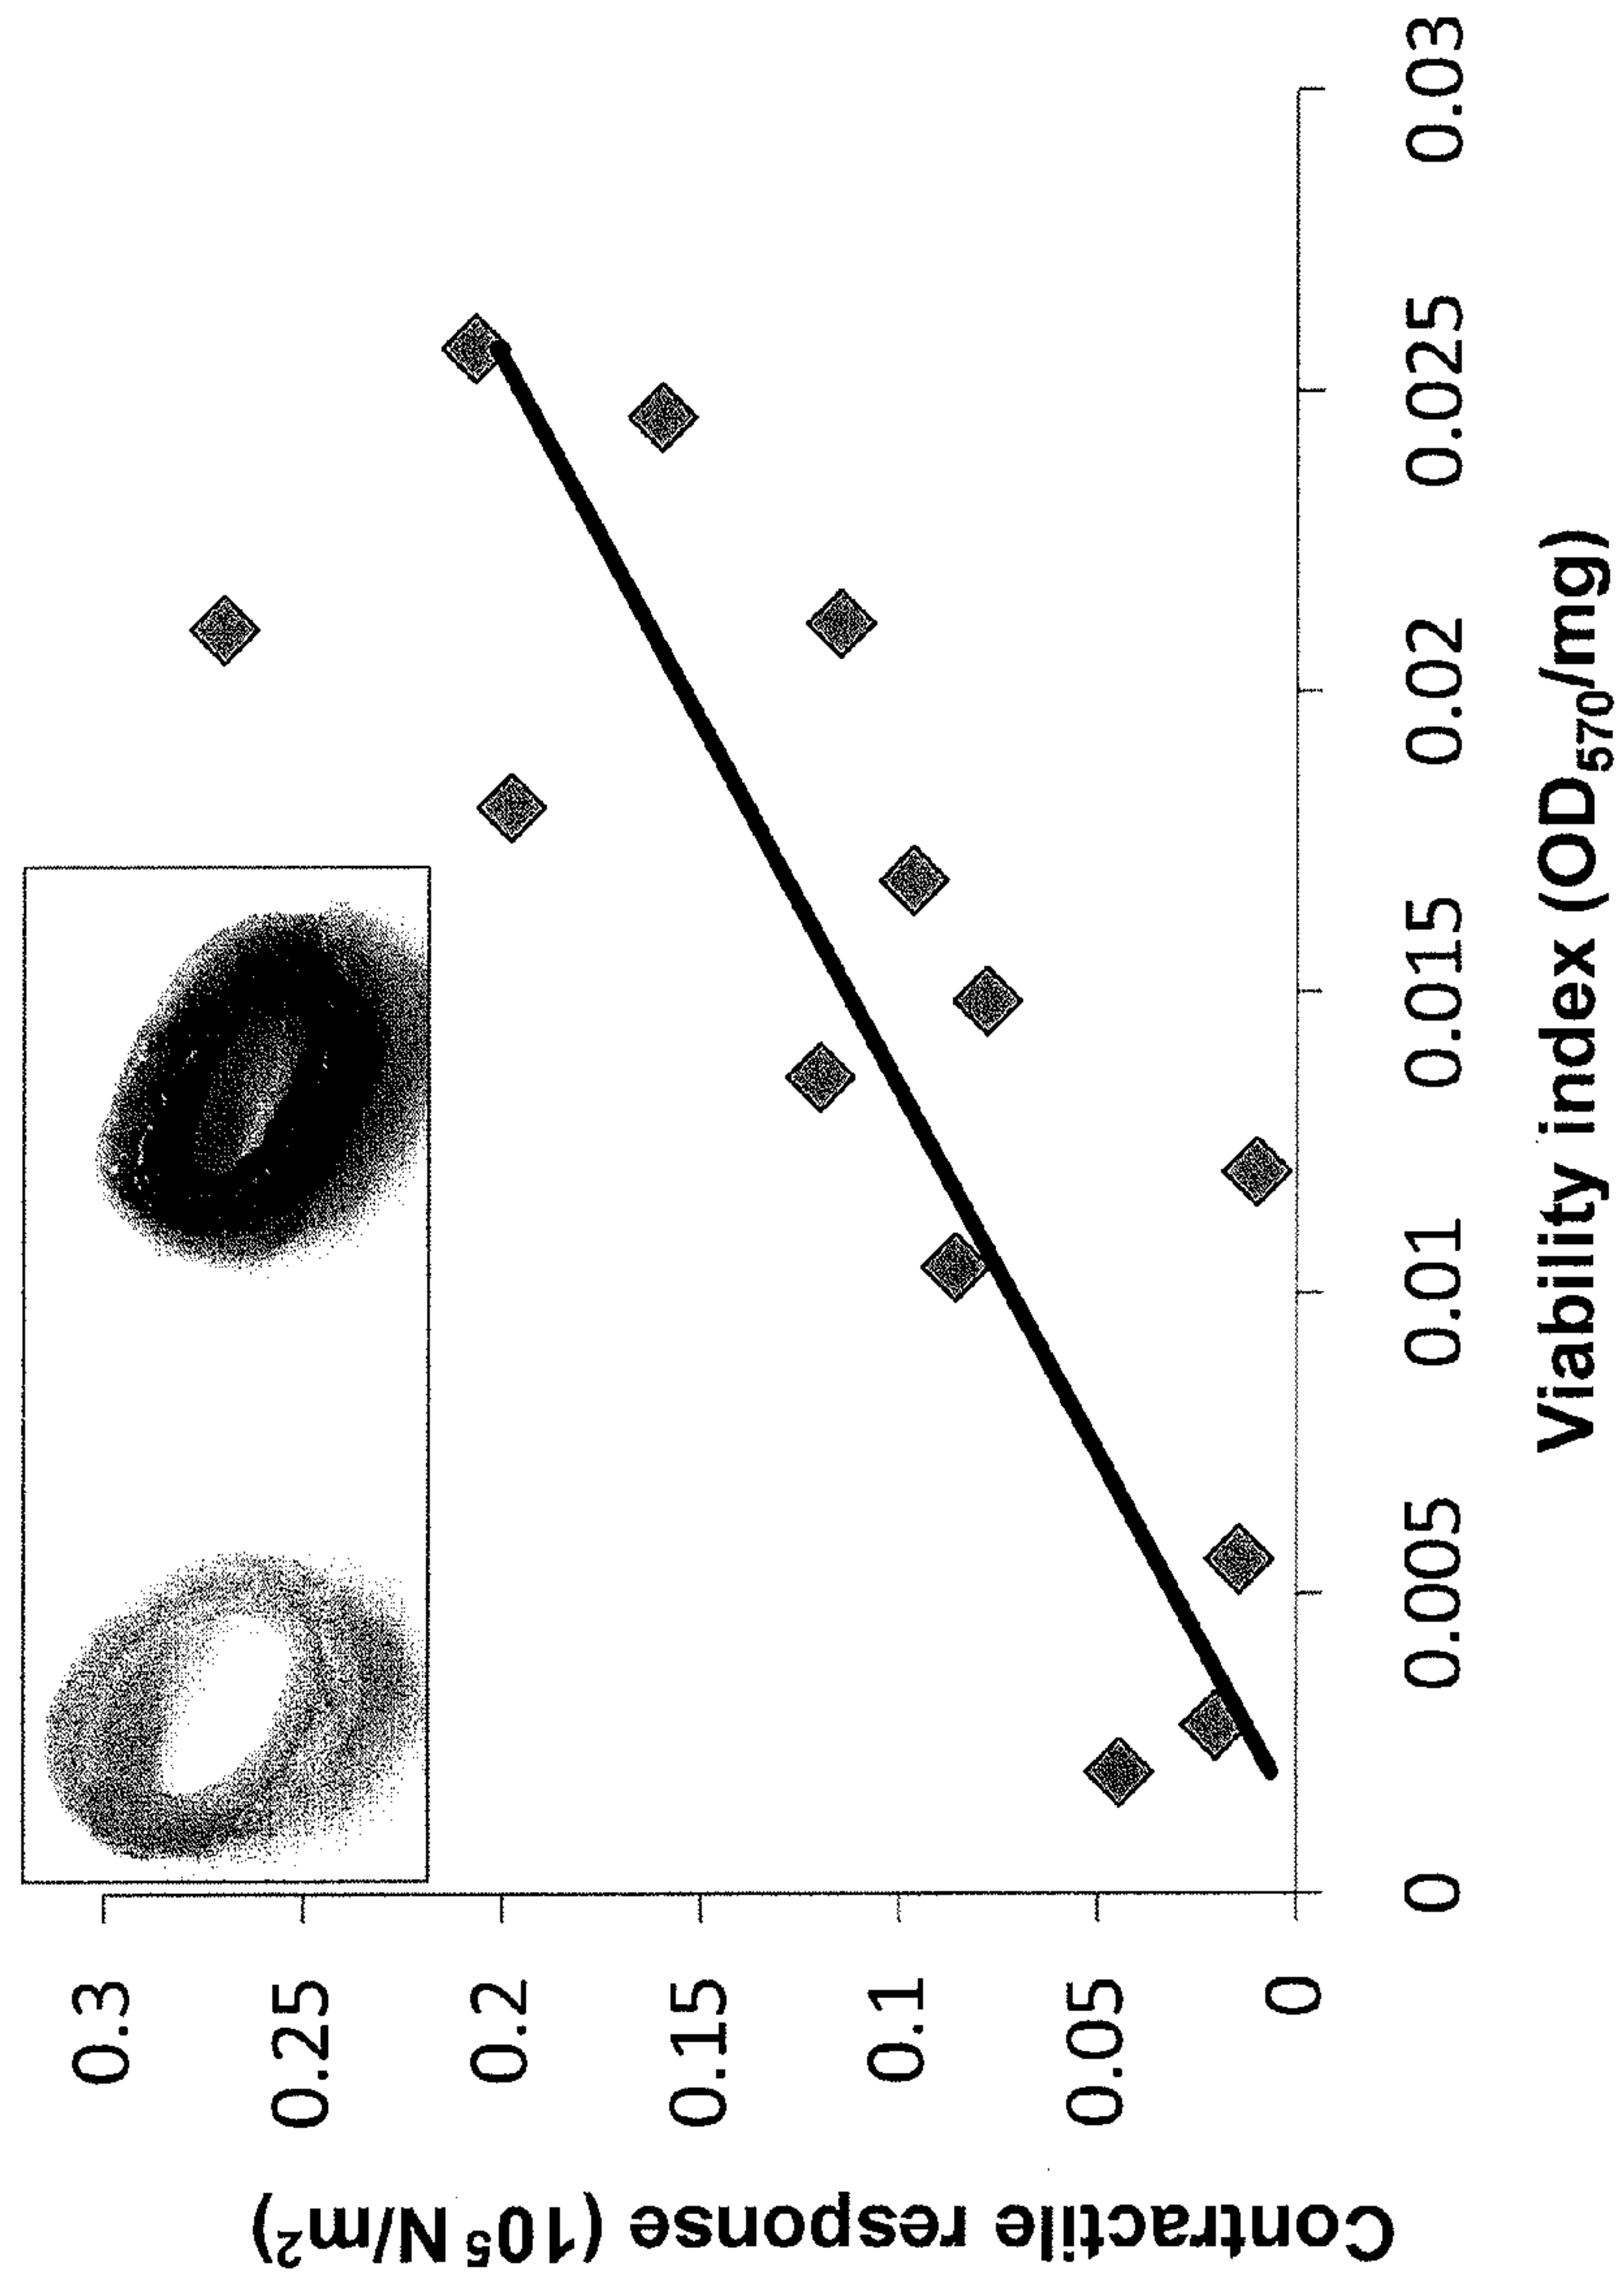 Contractile response (10⁵ N/m²)
0.3
0.25
0.2
0.15
0.1
0.05
0
0 0.005 0.01 0.015 0.02 0.025 0.03
Viability index (OD₅₇₀/mg)